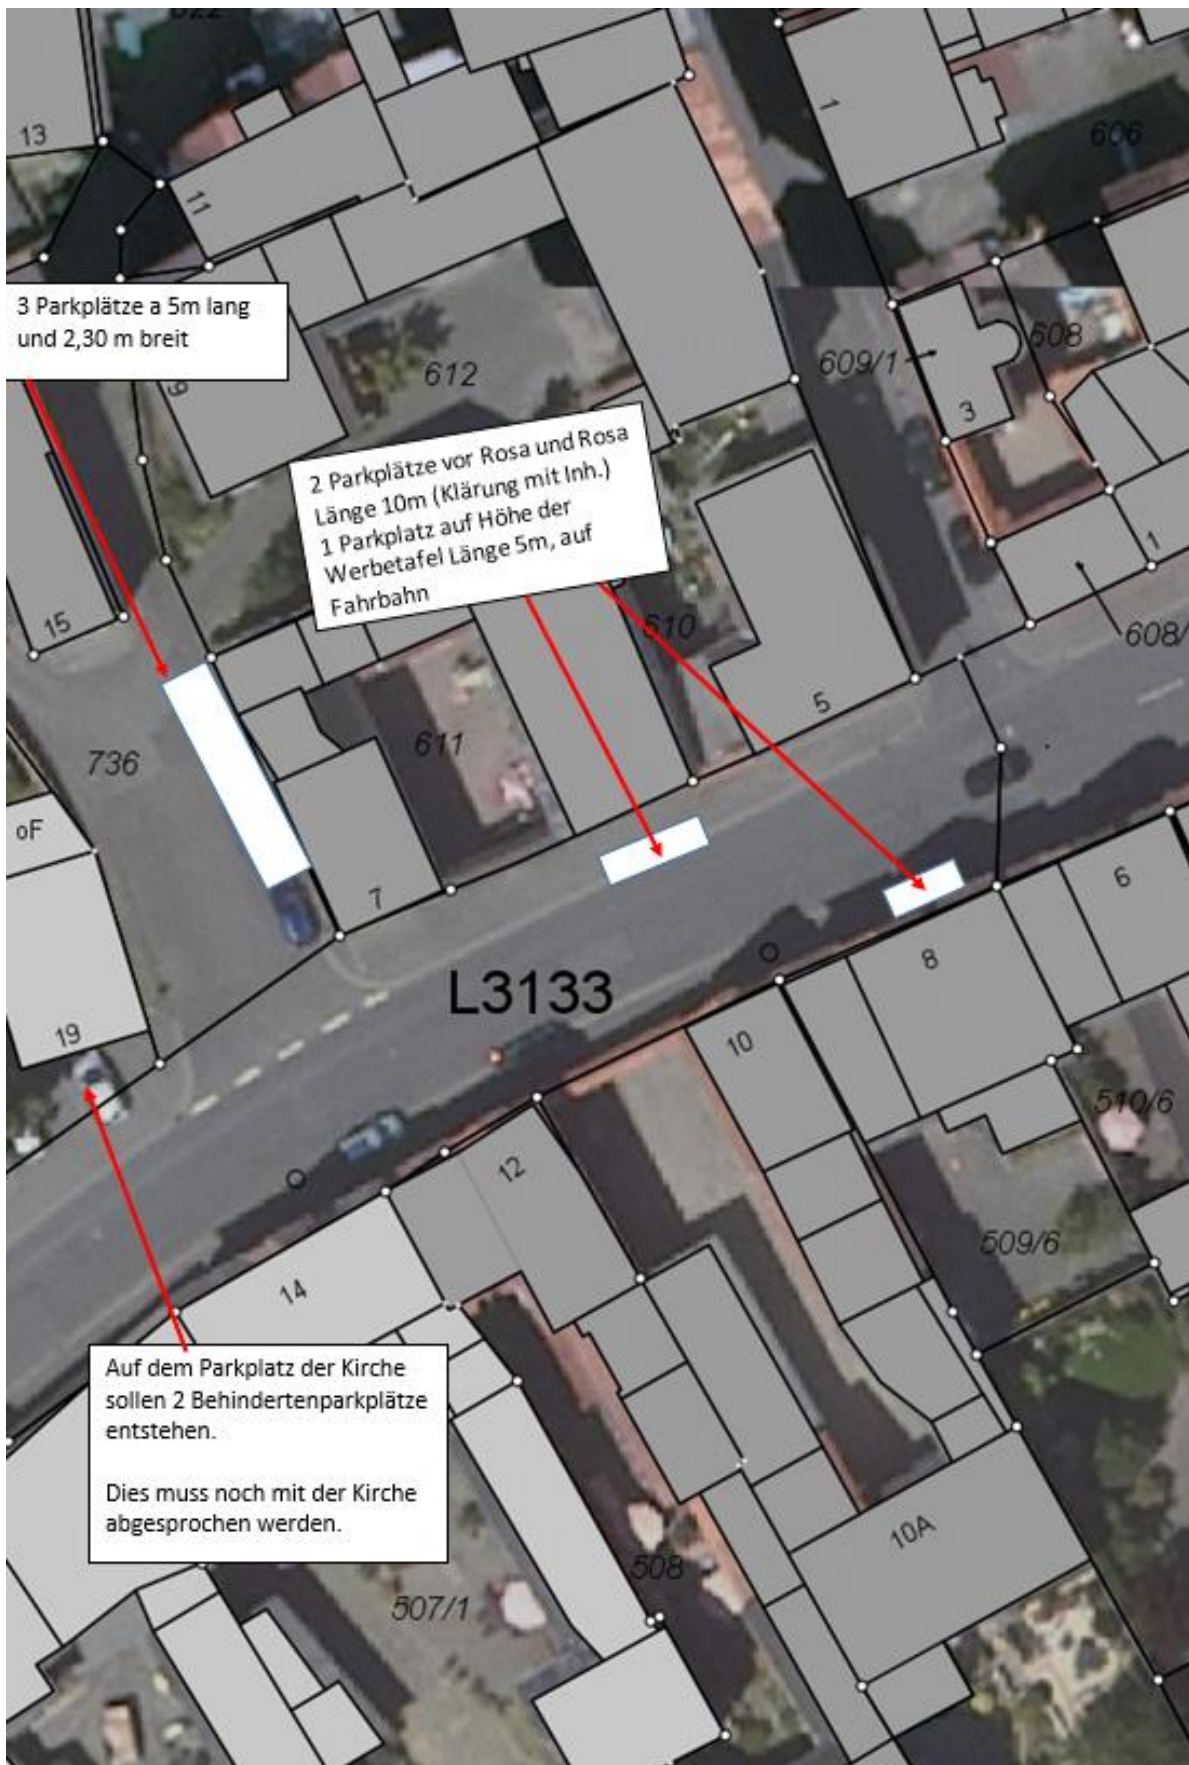 622
13
11
1
606
3 Parkplätze a 5m lang
und 2,30 m breit
9
612
609/1
608
3
2 Parkplätze vor Rosa und Rosa
Länge 10m (Klärung mit Inh.)
1 Parkplatz auf Höhe der
Werbetafel Länge 5m, auf
Fahrbahn
1
15
610
608/
5
736
611
oF
7
6
8
L3133
19
10
510/6
12
509/6
14
Auf dem Parkplatz der Kirche
sollen 2 Behindertenparkplätze
entstehen.
Dies muss noch mit der Kirche
abgesprochen werden.
10A
508
507/1